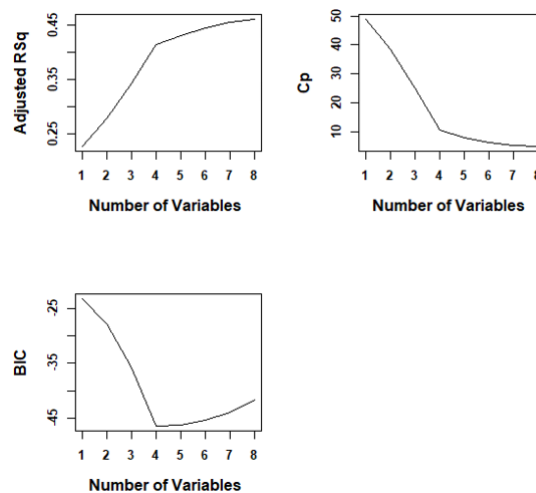 Adjusted RSq
0.45
0.35
0.25
1 2 3 4 5 6 7 8
Number of Variables
Cp
50
40
30
20
10
1 2 3 4 5 6 7 8
Number of Variables
BIC
-25
-35
-45
1 2 3 4 5 6 7 8
Number of Variables